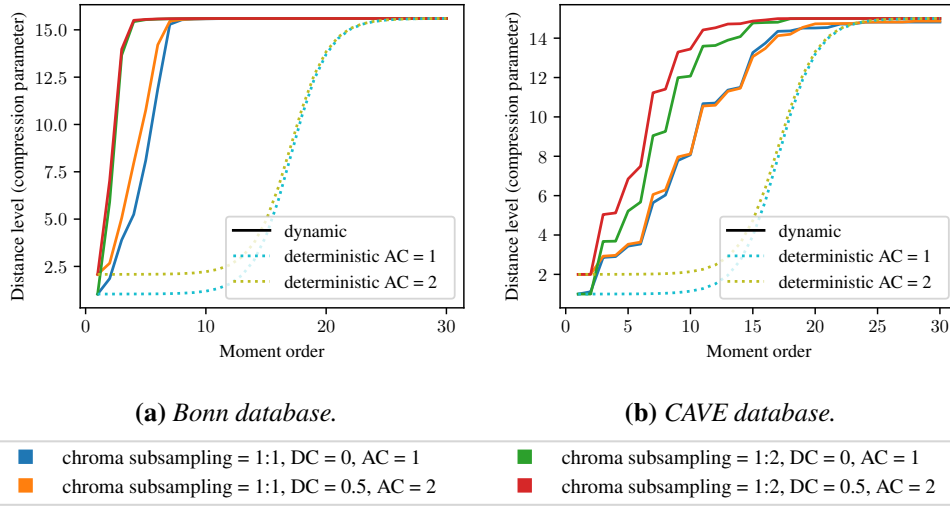 Distance level (compression parameter)
15.0
12.5
10.0
7.5
5.0
2.5
0
10
20
30
Moment order
dynamic
deterministic AC = 1
deterministic AC = 2
(a) Bonn database.
Distance level (compression parameter)
14
12
10
8
6
4
2
0
5
10
15
20
25
30
Moment order
dynamic
deterministic AC = 1
deterministic AC = 2
(b) CAVE database.
chroma subsampling = 1:1, DC = 0, AC = 1
chroma subsampling = 1:1, DC = 0.5, AC = 2
chroma subsampling = 1:2, DC = 0, AC = 1
chroma subsampling = 1:2, DC = 0.5, AC = 2